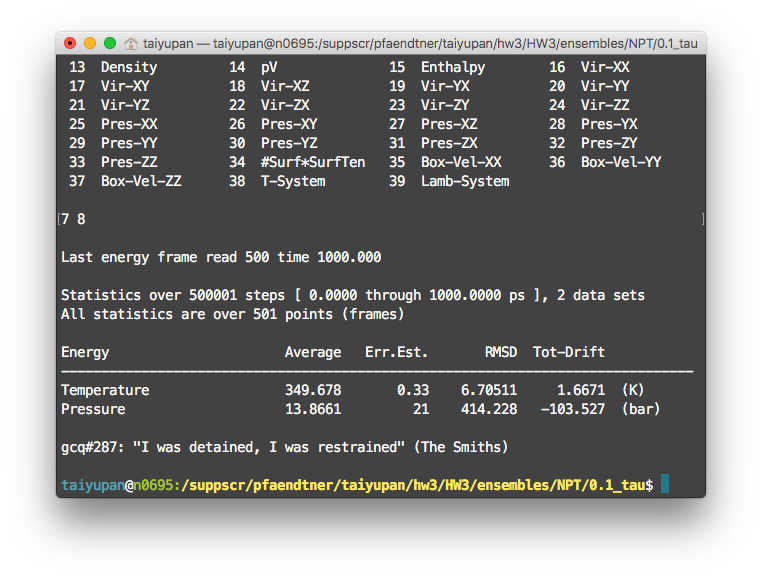 taiyupan — taiyupan@n0695:/suppscr/pfaendtner/taiyupan/hw3/HW3/ensembles/NPT/0.1_tau
13  Density         14  pV              15  Enthalpy        16  Vir-XX
17  Vir-XY          18  Vir-XZ          19  Vir-YX          20  Vir-YY
21  Vir-YZ          22  Vir-ZX          23  Vir-ZY          24  Vir-ZZ
25  Pres-XX         26  Pres-XY         27  Pres-XZ         28  Pres-YX
29  Pres-YY         30  Pres-YZ         31  Pres-ZX         32  Pres-ZY
33  Pres-ZZ         34  #Surf*SurfTen   35  Box-Vel-XX      36  Box-Vel-YY
37  Box-Vel-ZZ      38  T-System        39  Lamb-System
[7 8 ]
Last energy frame read 500 time 1000.000
Statistics over 500001 steps [ 0.0000 through 1000.0000 ps ], 2 data sets
All statistics are over 501 points (frames)
Energy                      Average   Err.Est.       RMSD  Tot-Drift
-------------------------------------------------------------------------------
Temperature                 349.678       0.33    6.70511     1.6671  (K)
Pressure                    13.8661         21    414.228   -103.527  (bar)
gcq#287: "I was detained, I was restrained" (The Smiths)
taiyupan@n0695:/suppscr/pfaendtner/taiyupan/hw3/HW3/ensembles/NPT/0.1_tau$